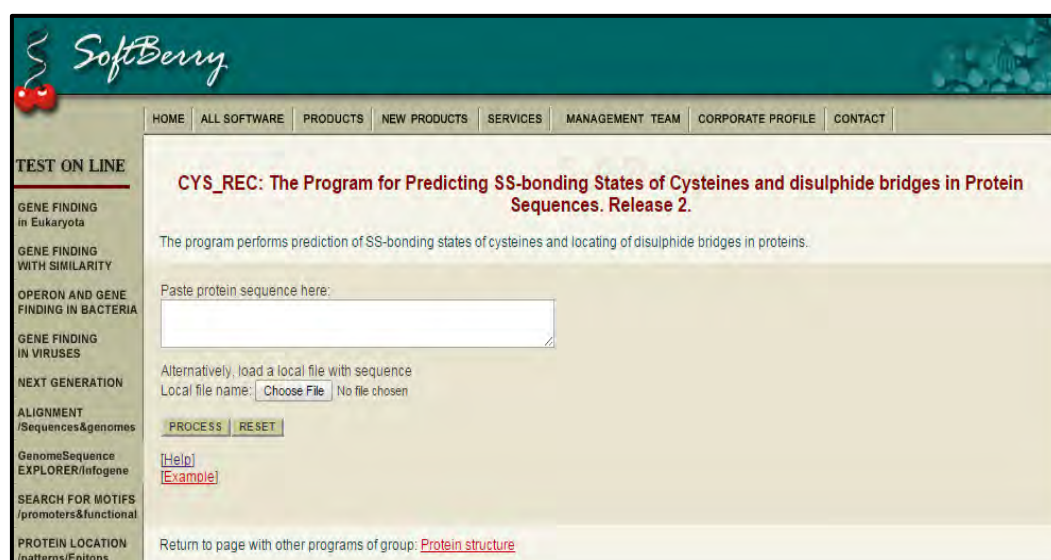 SoftBerry
HOME ALL SOFTWARE PRODUCTS NEW PRODUCTS SERVICES MANAGEMENT TEAM CORPORATE PROFILE CONTACT
TEST ON LINE
GENE FINDING
in Eukaryota
GENE FINDING
WITH SIMILARITY
OPERON AND GENE
FINDING IN BACTERIA
GENE FINDING
IN VIRUSES
NEXT GENERATION
ALIGNMENT
/Sequences&genomes
GenomeSequence
EXPLORER/Infogene
SEARCH FOR MOTIFS
/promoters&functional
PROTEIN LOCATION
/patterns/Epitops
CYS_REC: The Program for Predicting SS-bonding States of Cysteines and disulphide bridges in Protein
Sequences. Release 2.
The program performs prediction of SS-bonding states of cysteines and locating of disulphide bridges in proteins.
Paste protein sequence here:
Alternatively, load a local file with sequence
Local file name: Choose File No file chosen
PROCESS RESET
[Help]
[Example]
Return to page with other programs of group: Protein structure